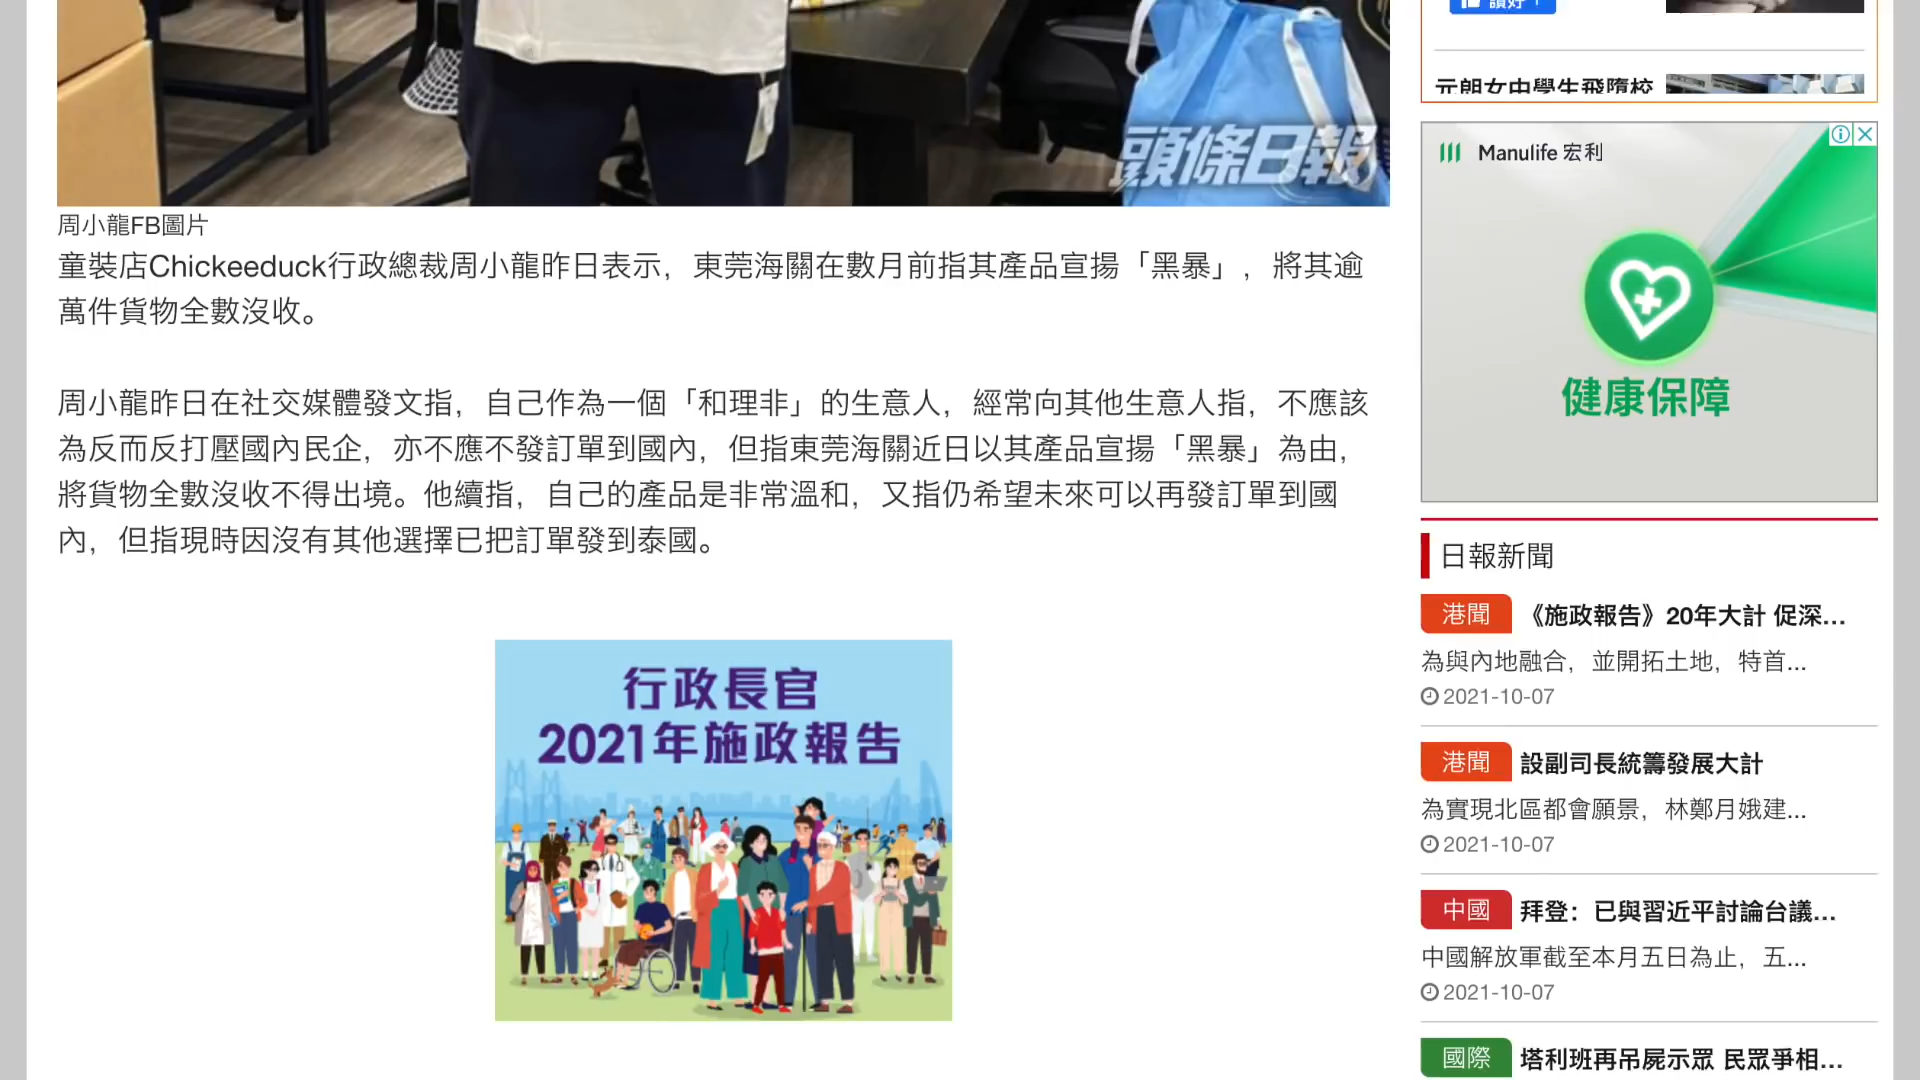 讚好
元朗女中學生飛墮校
Manulife 宏利
頭條日報
周小龍FB圖片
童裝店Chickeeduck行政總裁周小龍昨日表示，東莞海關在數月前指其產品宣揚「黑暴」，將其逾
萬件貨物全數沒收。
周小龍昨日在社交媒體發文指，自己作為一個「和理非」的生意人，經常向其他生意人指，不應該
為反而反打壓國內民企，亦不應不發訂單到國內，但指東莞海關近日以其產品宣揚「黑暴」為由，
將貨物全數沒收不得出境。他續指，自己的產品是非常溫和，又指仍希望未來可以再發訂單到國
內，但指現時因沒有其他選擇已把訂單發到泰國。
行政長官
2021年施政報告
健康保障
日報新聞
港聞 《施政報告》20年大計 促深...
為與內地融合，並開拓土地，特首...
2021-10-07
港聞 設副司長統籌發展大計
為實現北區都會願景，林鄭月娥建...
2021-10-07
中國 拜登：已與習近平討論台議...
中國解放軍截至本月五日為止，五...
2021-10-07
國際 塔利班再吊屍示眾 民眾爭相...